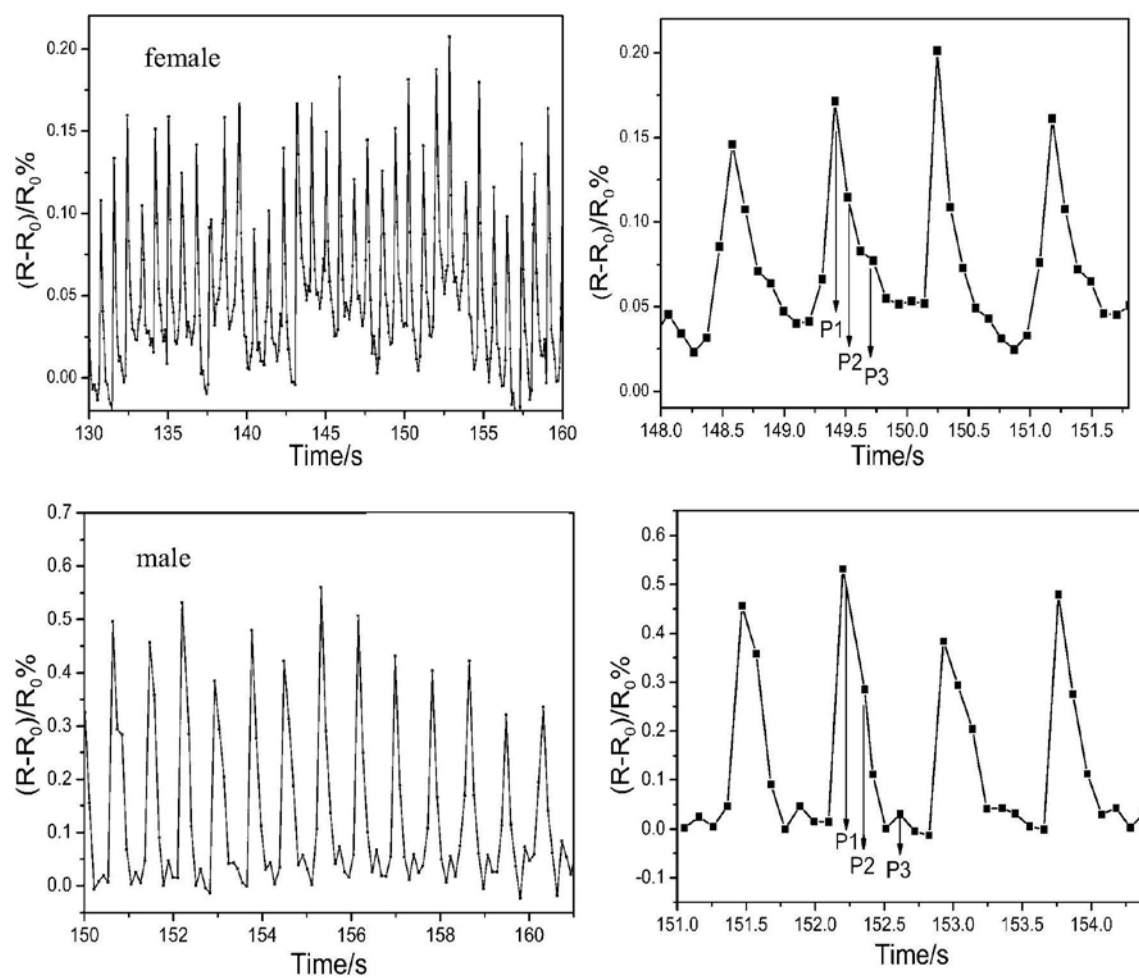 female
(R-R0)/R0%
0.20
0.15
0.10
0.05
0.00
130 135 140 145 150 155 160
Time/s
(R-R0)/R0%
0.20
0.15
0.10
0.05
0.00
P1
P2
P3
148.0 148.5 149.0 149.5 150.0 150.5 151.0 151.5
Time/s
male
(R-R0)/R0%
0.7
0.6
0.5
0.4
0.3
0.2
0.1
0.0
150 152 154 156 158 160
Time/s
(R-R0)/R0%
0.6
0.5
0.4
0.3
0.2
0.1
0.0
-0.1
P1
P2
P3
151.0 151.5 152.0 152.5 153.0 153.5 154.0
Time/s